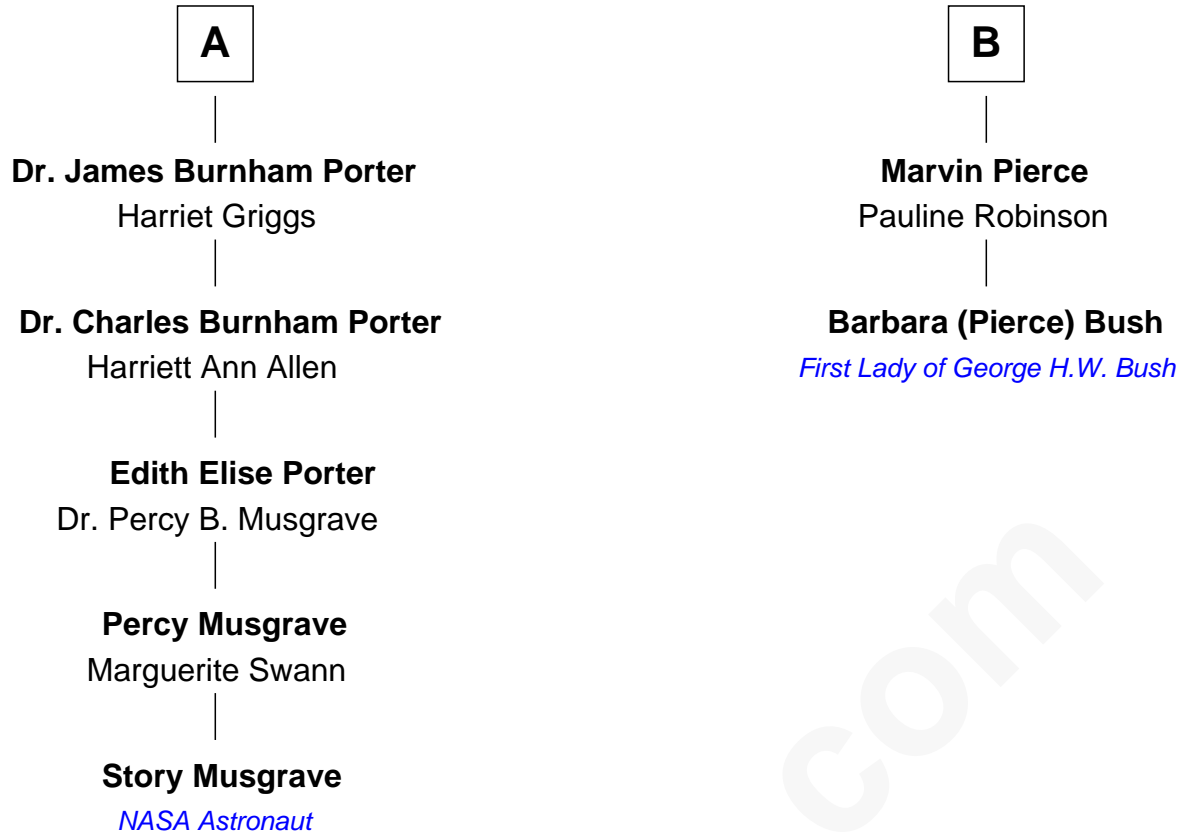 A
Dr. James Burnham Porter
Harriet Griggs
Dr. Charles Burnham Porter
Harriett Ann Allen
Edith Elise Porter
Dr. Percy B. Musgrave
Percy Musgrave
Marguerite Swann
Story Musgrave
NASA Astronaut
B
Marvin Pierce
Pauline Robinson
Barbara (Pierce) Bush
First Lady of George H.W. Bush
com